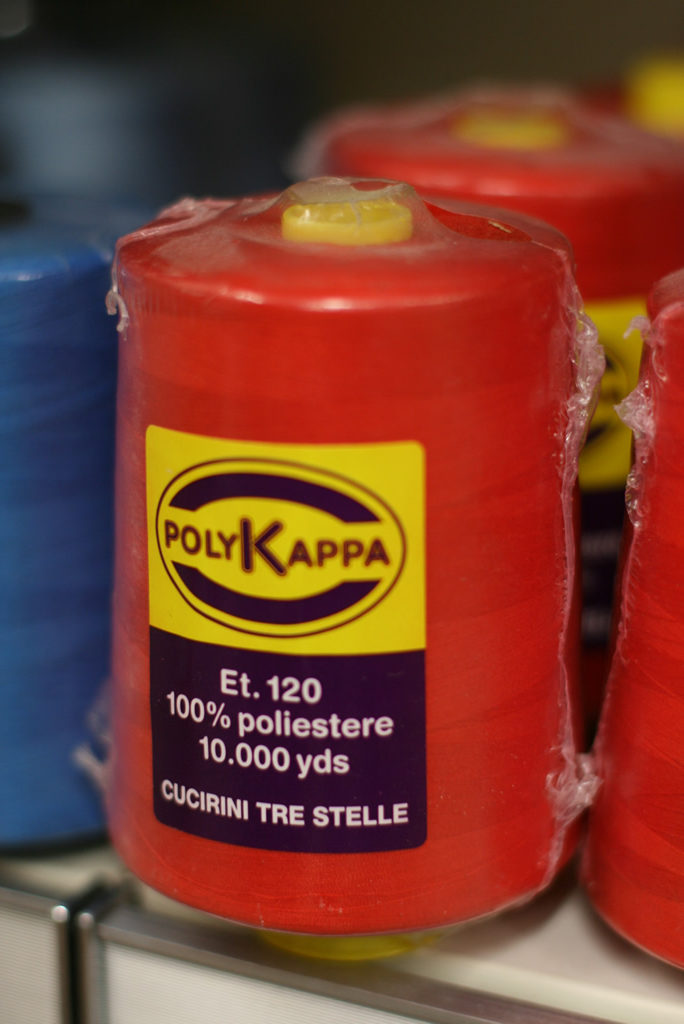 POLYKAPPA
Et. 120
100% poliestere
10.000 yds
CUCIRINI TRE STELLE